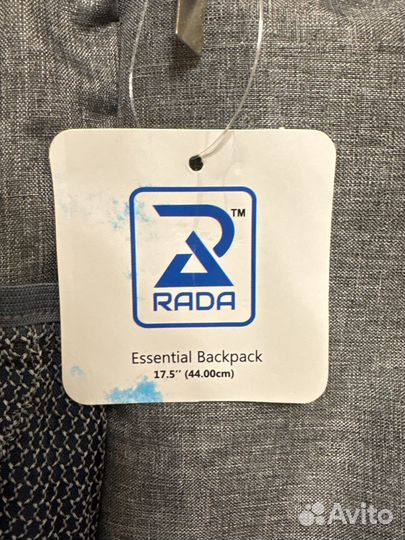 TM
RADA
Essential Backpack
17.5'' (44.00cm)
Avito